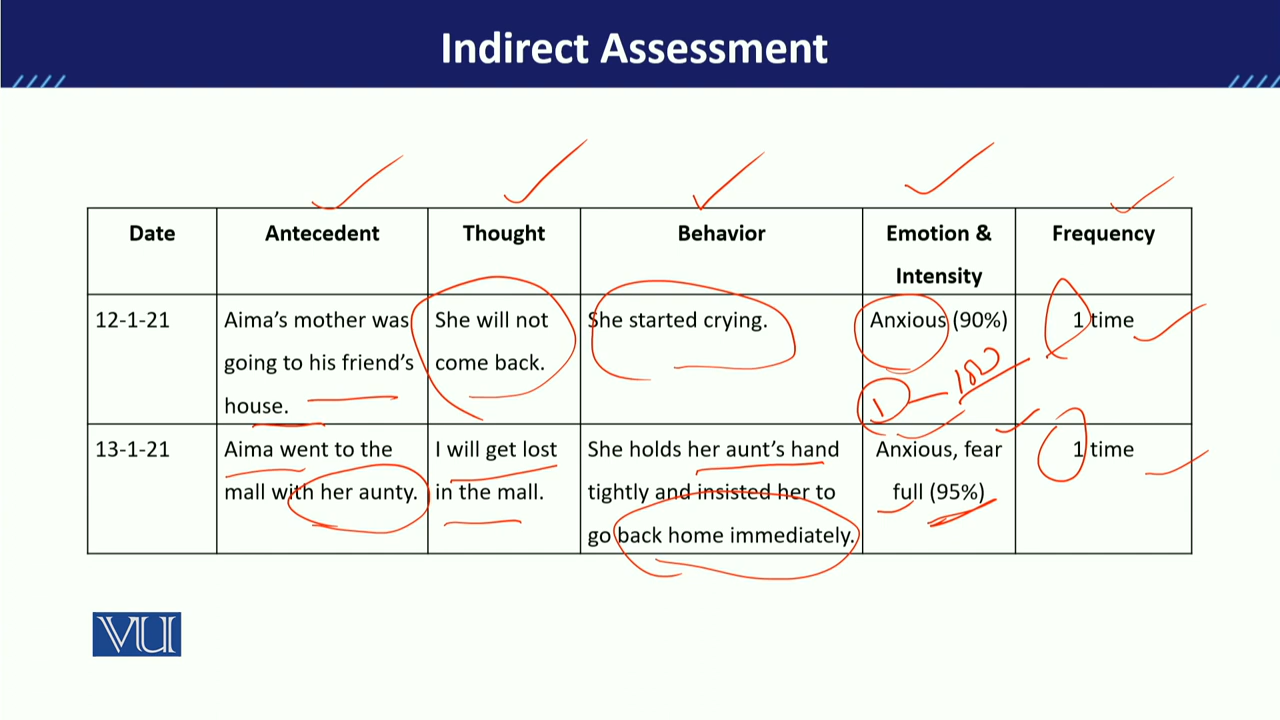 Indirect Assessment
Date Antecedent Thought Behavior Emotion & Intensity Frequency
12-1-21 Aima's mother was She will not She started crying. Anxious (90%) 1 time
going to his friend's come back.
house.
1 - 100
13-1-21 Aima went to the I will get lost She holds her aunt's hand Anxious, fear 1 time
mall with her aunty. in the mall. tightly and insisted her to full (95%)
go back home immediately.
VU